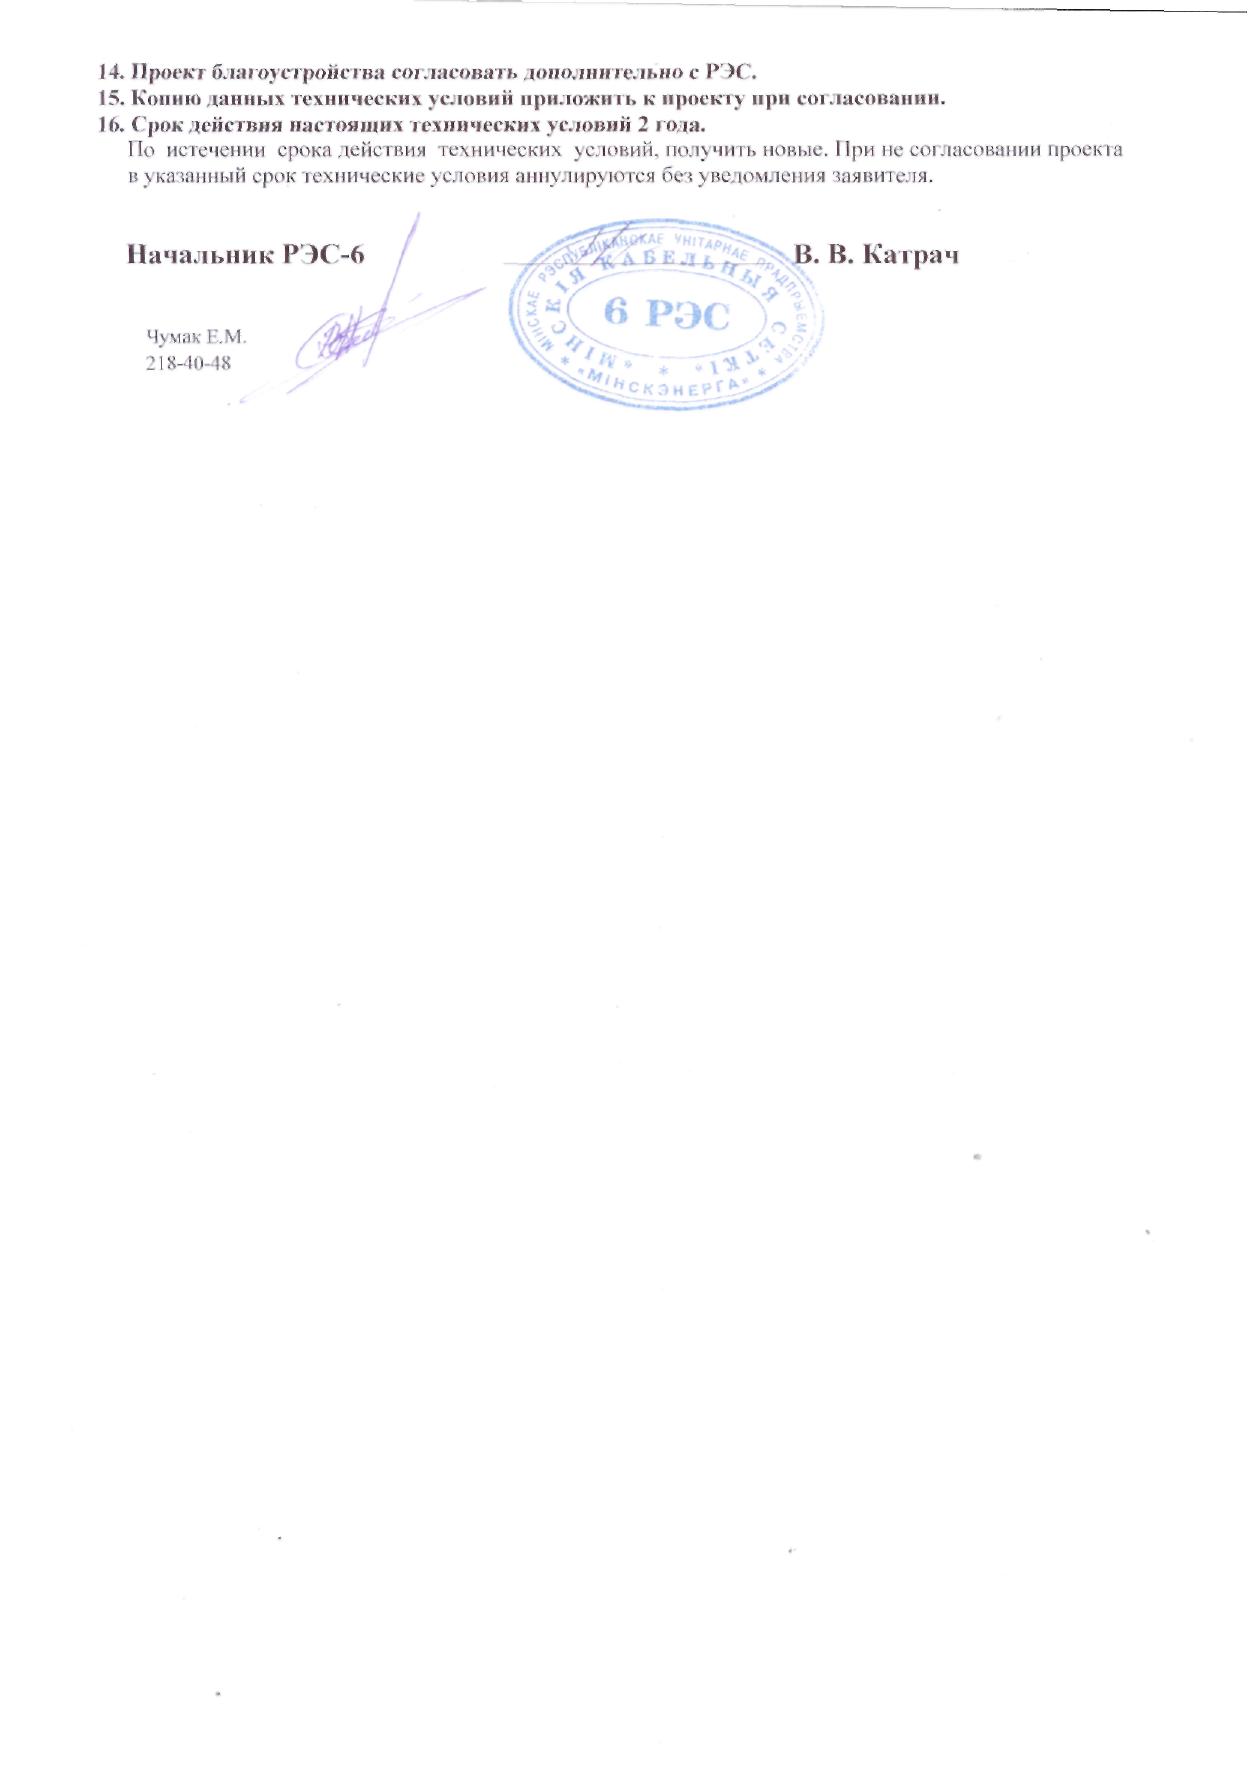 14. Проект благоустройства согласовать дополнительно с РЭС.
15. Копию данных технических условий приложить к проекту при согласовании.
16. Срок действия настоящих технических условий 2 года.
По истечении срока действия технических условий, получить новые. При не согласовании проекта
в указанный срок технические условия аннулируются без уведомления заявителя.
Начальник РЭС-6
В. В. Катрач
МІНСКАЕ РЭСПУБЛІКАНСКАЕ УНІТАРНАЕ ПРАДПРЫЕМСТВА
* «МІНСКЭНЕРГА» *
«МІНСКІЯ КАБЕЛЬНЫЯ СЕТКІ» *
6 РЭС
Чумак Е.М.
218-40-48